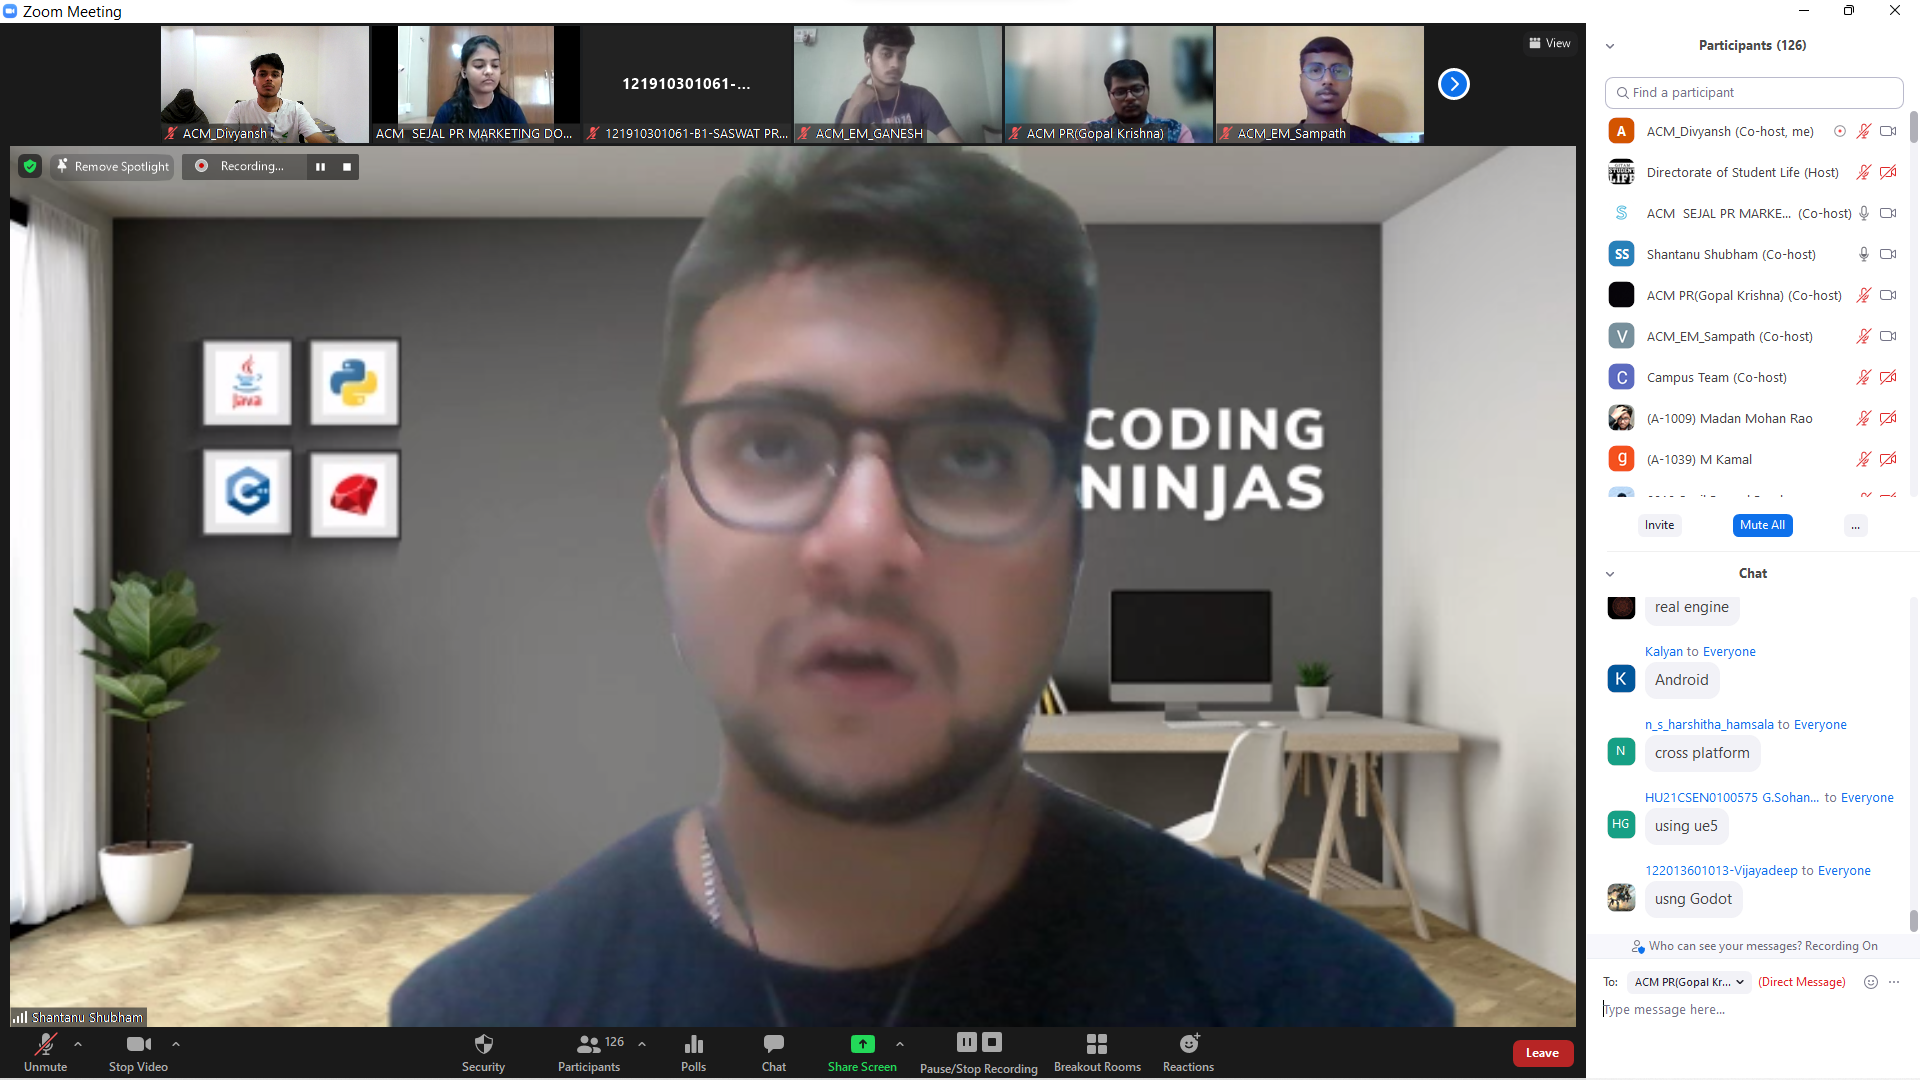 Zoom Meeting
ACM_Divyansh
ACM_SEJAL PR MARKETING DO...
121910301061-...
121910301061-B1-SASWAT PR...
ACM_EM_GANESH
ACM PR(Gopal Krishna)
ACM_EM_Sampath
View
Remove Spotlight
Recording...
Java
C++
CODING
NINJAS
Shantanu Shubham
Participants (126)
Find a participant
A ACM_Divyansh (Co-host, me)
STUDENT LIFE Directorate of Student Life (Host)
S ACM_SEJAL PR MARKE... (Co-host)
SS Shantanu Shubham (Co-host)
ACM PR(Gopal Krishna) (Co-host)
V ACM_EM_Sampath (Co-host)
C Campus Team (Co-host)
(A-1009) Madan Mohan Rao
g (A-1039) M Kamal
Invite Mute All ...
Chat
real engine
Kalyan to Everyone
K Android
n_s_harshitha_hamsala to Everyone
N cross platform
HU21CSEN0100575 G.Sohan... to Everyone
HG using ue5
122013601013-Vijayadeep to Everyone
usng Godot
Who can see your messages? Recording On
To: ACM PR(Gopal Kr... (Direct Message)
Type message here...
Unmute Stop Video Security Participants 126 Polls Chat Share Screen Pause/Stop Recording Breakout Rooms Reactions Leave